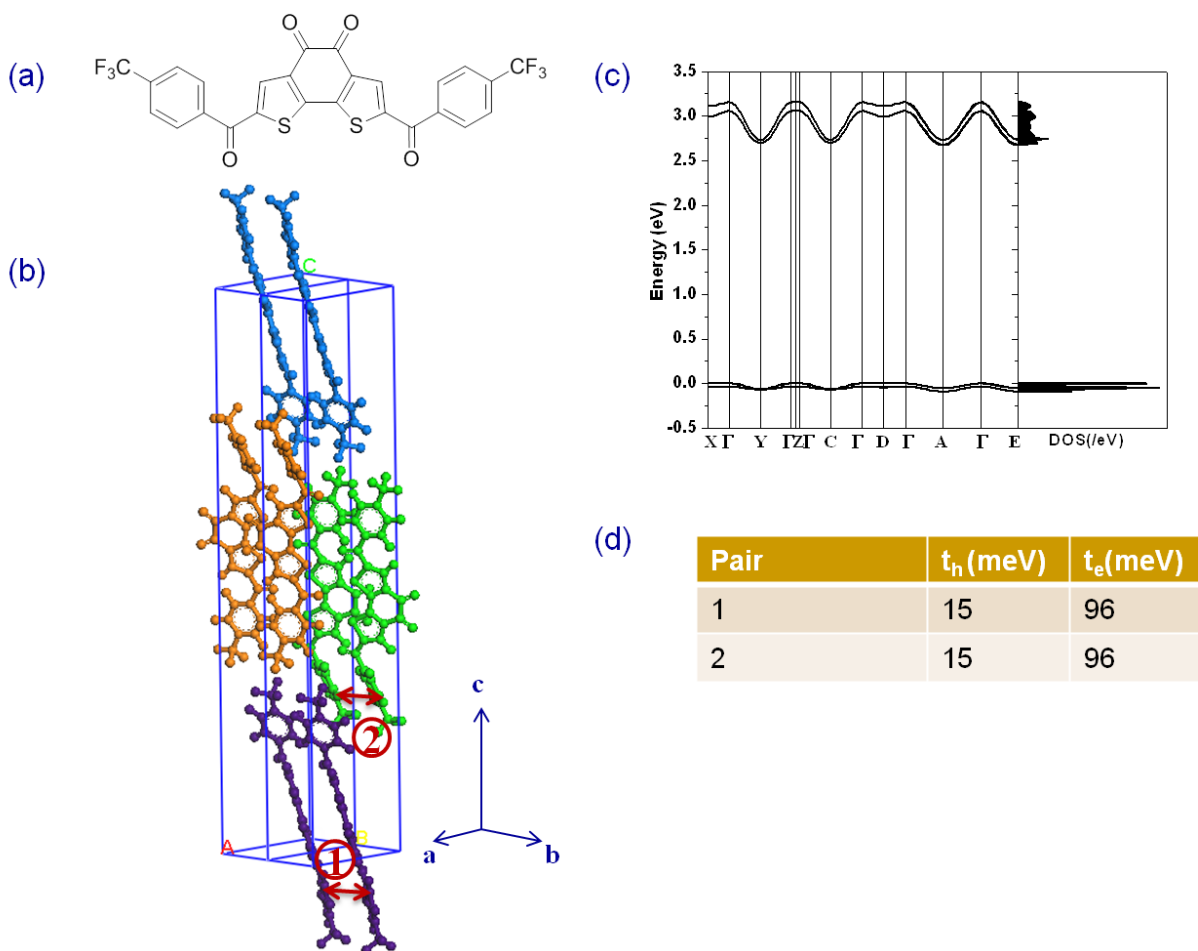 (a)
O O
F₃C
CF₃
S S
O
O
(b)
C
2
1
A
B
c
a
b
(c)
3.5
3.0
2.5
2.0
1.5
1.0
0.5
0.0
-0.5
Energy (eV)
X Γ Y Γ Z Γ C Γ D Γ A Γ E
DOS(/eV)
(d)
Pair tₕ (meV) tₑ(meV)
1 15 96
2 15 96